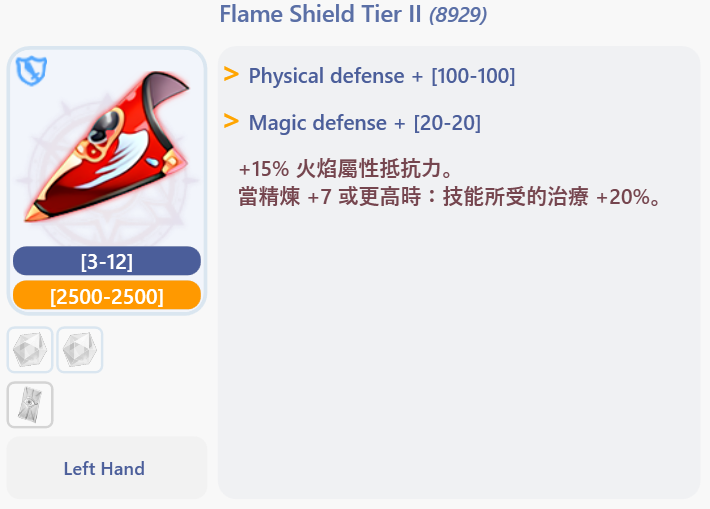 Flame Shield Tier II (8929)
> Physical defense + [100-100]
> Magic defense + [20-20]
+15% 火焰屬性抵抗力。
當精煉 +7 或更高時：技能所受的治療 +20%。
[3-12]
[2500-2500]
Left Hand